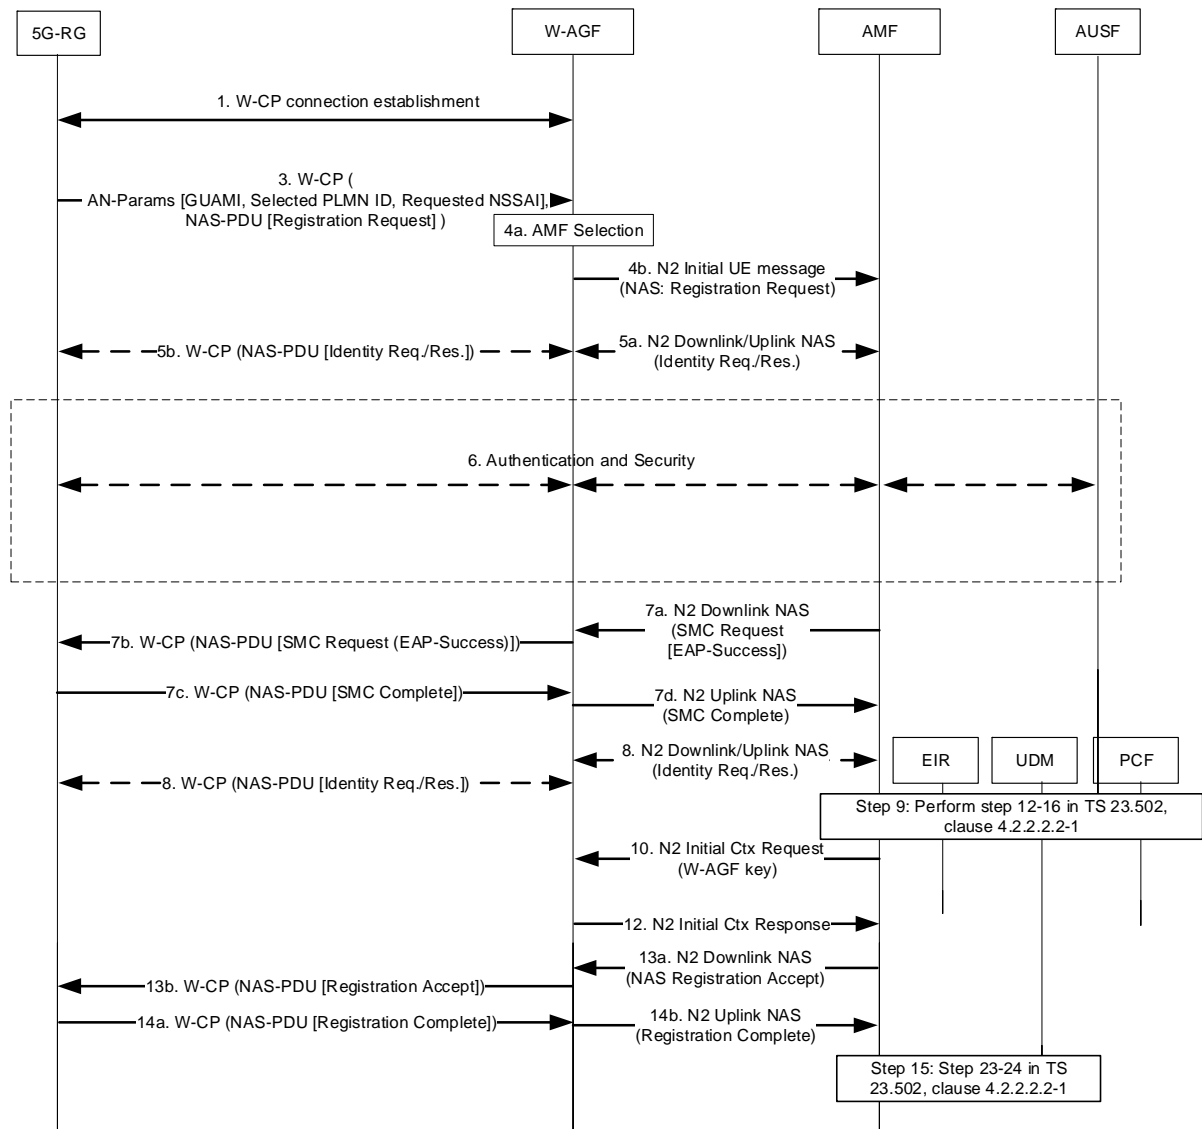 5G-RG
W-AGF
AMF
AUSF
1. W-CP connection establishment
3. W-CP (
AN-Params [GUAMI, Selected PLMN ID, Requested NSSAI],
NAS-PDU [Registration Request] )
4a. AMF Selection
4b. N2 Initial UE message
(NAS: Registration Request)
5b. W-CP (NAS-PDU [Identity Req./Res.])
5a. N2 Downlink/Uplink NAS
(Identity Req./Res.)
6. Authentication and Security
7a. N2 Downlink NAS
(SMC Request
[EAP-Success])
7b. W-CP (NAS-PDU [SMC Request (EAP-Success)])
7c. W-CP (NAS-PDU [SMC Complete])
7d. N2 Uplink NAS
(SMC Complete)
8. N2 Downlink/Uplink NAS
(Identity Req./Res.)
8. W-CP (NAS-PDU [Identity Req./Res.])
EIR
UDM
PCF
Step 9: Perform step 12-16 in TS 23.502,
clause 4.2.2.2.2-1
10. N2 Initial Ctx Request
(W-AGF key)
12. N2 Initial Ctx Response
13a. N2 Downlink NAS
(NAS Registration Accept)
13b. W-CP (NAS-PDU [Registration Accept])
14a. W-CP (NAS-PDU [Registration Complete])
14b. N2 Uplink NAS
(Registration Complete)
Step 15: Step 23-24 in TS
23.502, clause 4.2.2.2.2-1